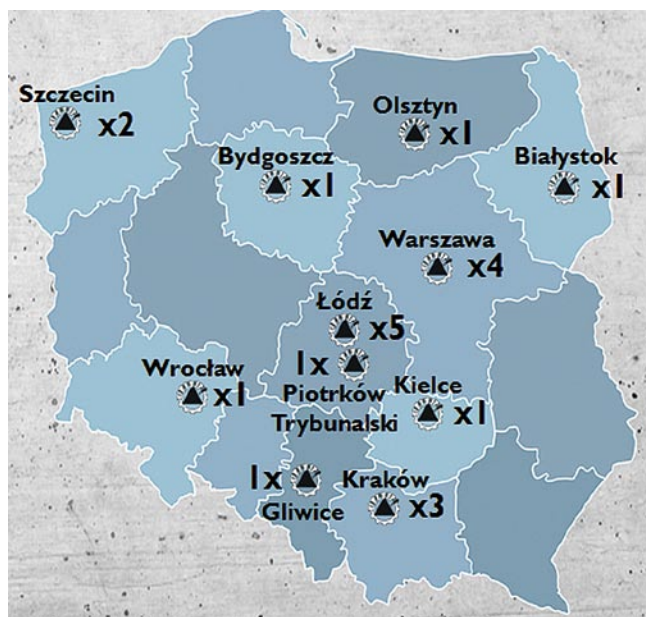 Szczecin
x2
Olsztyn
x1
Bydgoszcz
x1
Białystok
x1
Warszawa
x4
Łódź
x5
1x
Piotrków
Trybunalski
Wrocław
x1
Kielce
x1
1x
Gliwice
Kraków
x3